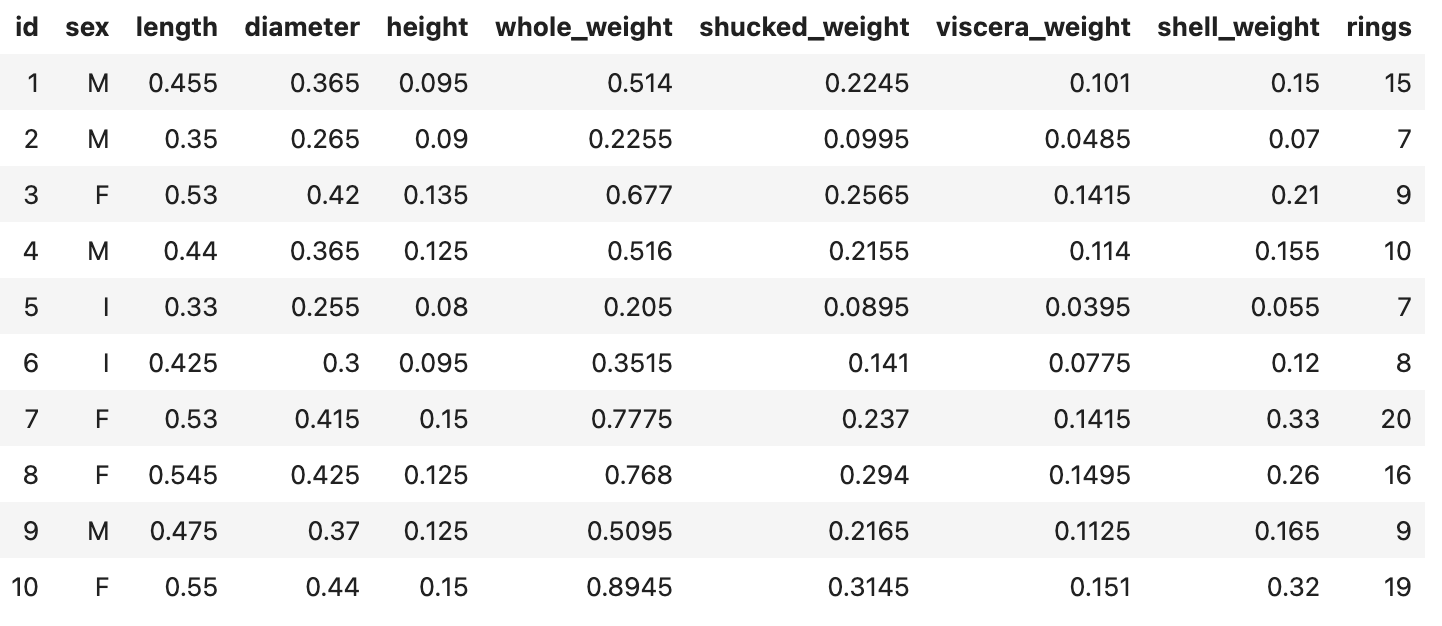 id sex length diameter height whole_weight shucked_weight viscera_weight shell_weight rings
1 M 0.455 0.365 0.095 0.514 0.2245 0.101 0.15 15
2 M 0.35 0.265 0.09 0.2255 0.0995 0.0485 0.07 7
3 F 0.53 0.42 0.135 0.677 0.2565 0.1415 0.21 9
4 M 0.44 0.365 0.125 0.516 0.2155 0.114 0.155 10
5 I 0.33 0.255 0.08 0.205 0.0895 0.0395 0.055 7
6 I 0.425 0.3 0.095 0.3515 0.141 0.0775 0.12 8
7 F 0.53 0.415 0.15 0.7775 0.237 0.1415 0.33 20
8 F 0.545 0.425 0.125 0.768 0.294 0.1495 0.26 16
9 M 0.475 0.37 0.125 0.5095 0.2165 0.1125 0.165 9
10 F 0.55 0.44 0.15 0.8945 0.3145 0.151 0.32 19